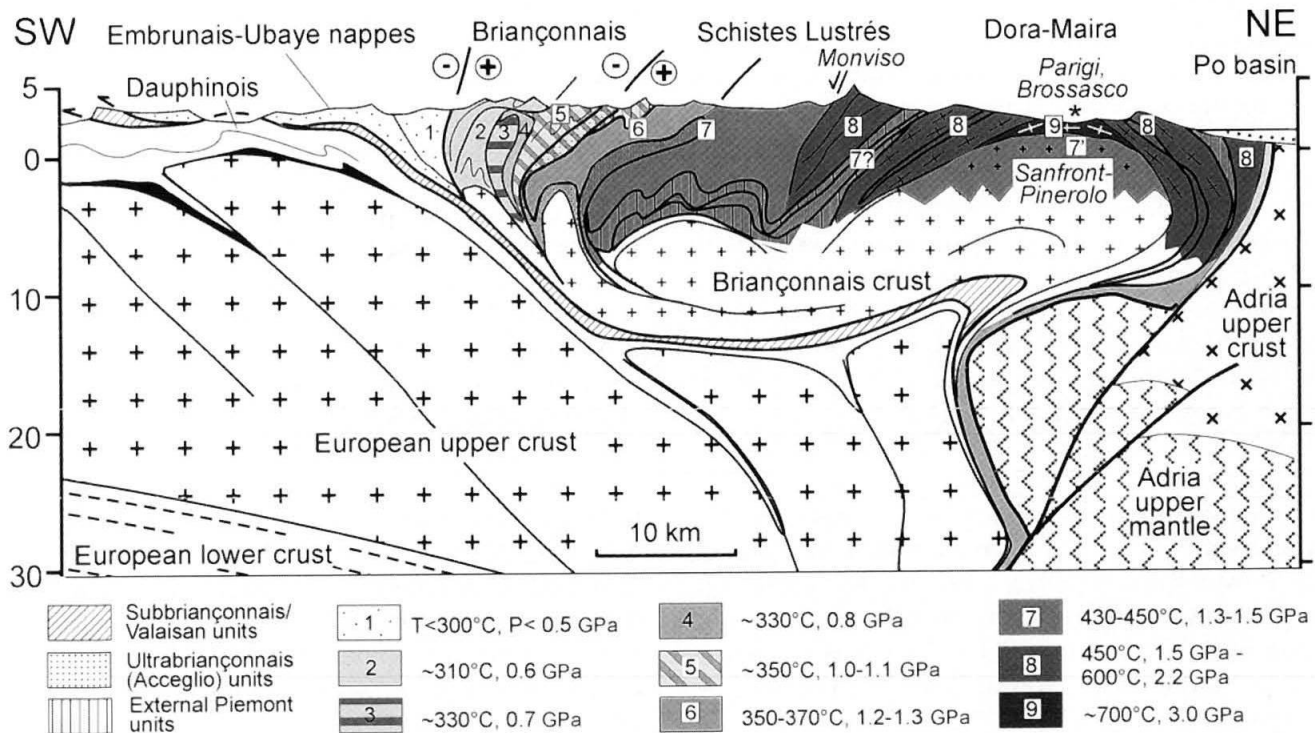 SW
NE
Embrunais-Ubaye nappes
Briançonnais
Schistes Lustrés
Dora-Maira
Dauphinois
Monviso
Parigi,
Brossasco
Po basin
- +
- +
*
5
0
10
20
30
1
2
3
4
5
6
7
8
7?
8
9
7'
8
8
Sanfront-
Pinerolo
Briançonnais crust
Adria
upper
crust
European upper crust
Adria
upper
mantle
10 km
European lower crust
Subbriançonnais/
Valaisan units
Ultrabriançonnais
(Acceglio) units
External Piemont
units
1 T<300°C, P< 0.5 GPa
2 ~310°C, 0.6 GPa
3 ~330°C, 0.7 GPa
4 ~330°C, 0.8 GPa
5 ~350°C, 1.0-1.1 GPa
6 350-370°C, 1.2-1.3 GPa
7 430-450°C, 1.3-1.5 GPa
8 450°C, 1.5 GPa -
600°C, 2.2 GPa
9 ~700°C, 3.0 GPa